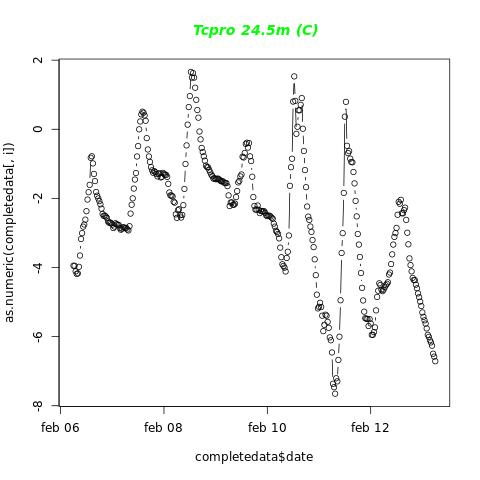 Tcpro 24.5m (C)
as.numeric(completedata[, i])
2
0
-2
-4
-6
-8
feb 06
feb 08
feb 10
feb 12
completedata$date